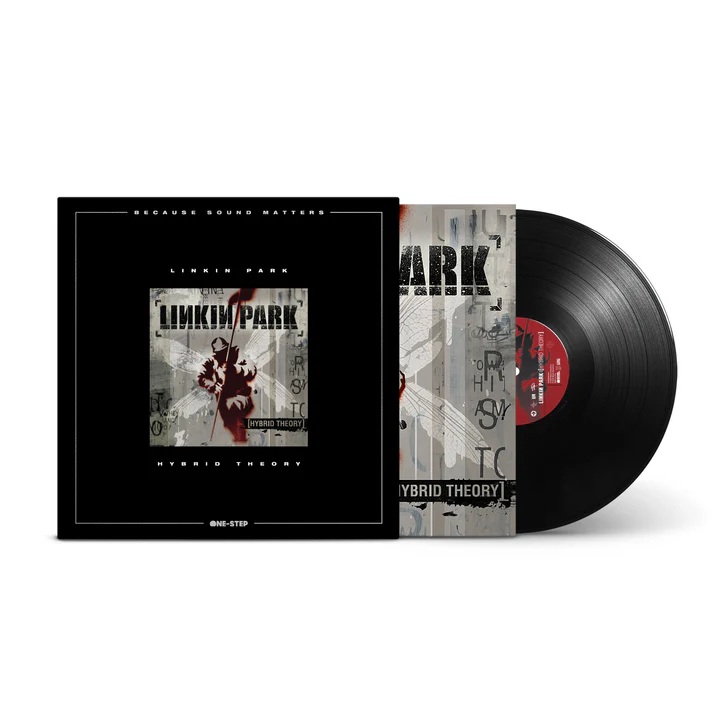 BECAUSE SOUND MATTERS
LINKIN PARK
LINKIN PARK
[HYBRID THEORY]
HYBRID THEORY
ONE-STEP
ARK
HYBRID THEORY]
LINKIN PARK [HYBRID THEORY]